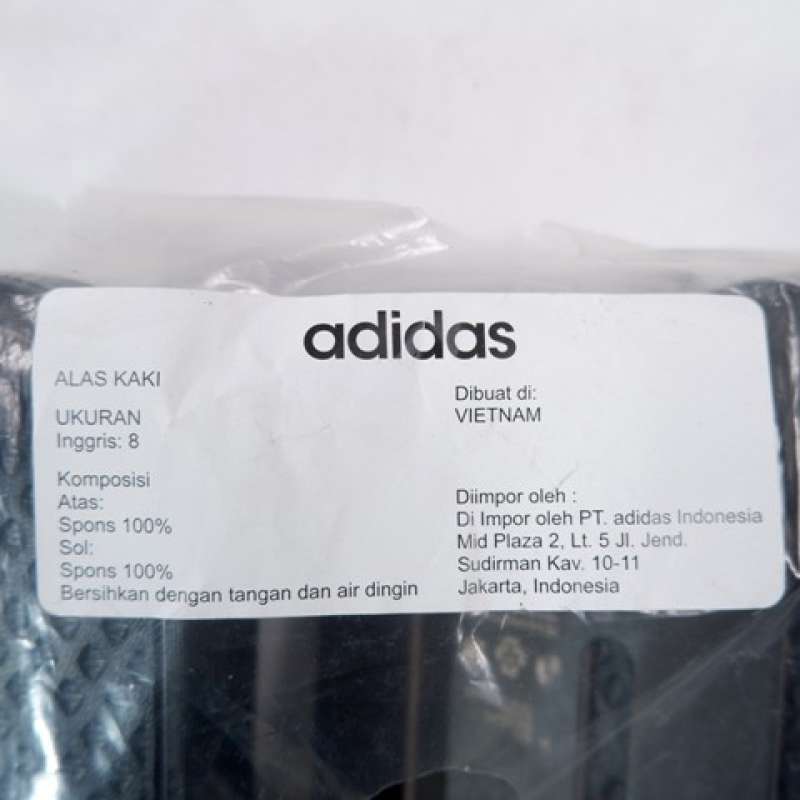 adidas
ALAS KAKI
UKURAN
Inggris: 8
Komposisi
Atas:
Spons 100%
Sol:
Spons 100%
Bersihkan dengan tangan dan air dingin
Dibuat di:
VIETNAM
Diimpor oleh :
Di Impor oleh PT. adidas Indonesia
Mid Plaza 2, Lt. 5 Jl. Jend.
Sudirman Kav. 10-11
Jakarta, Indonesia